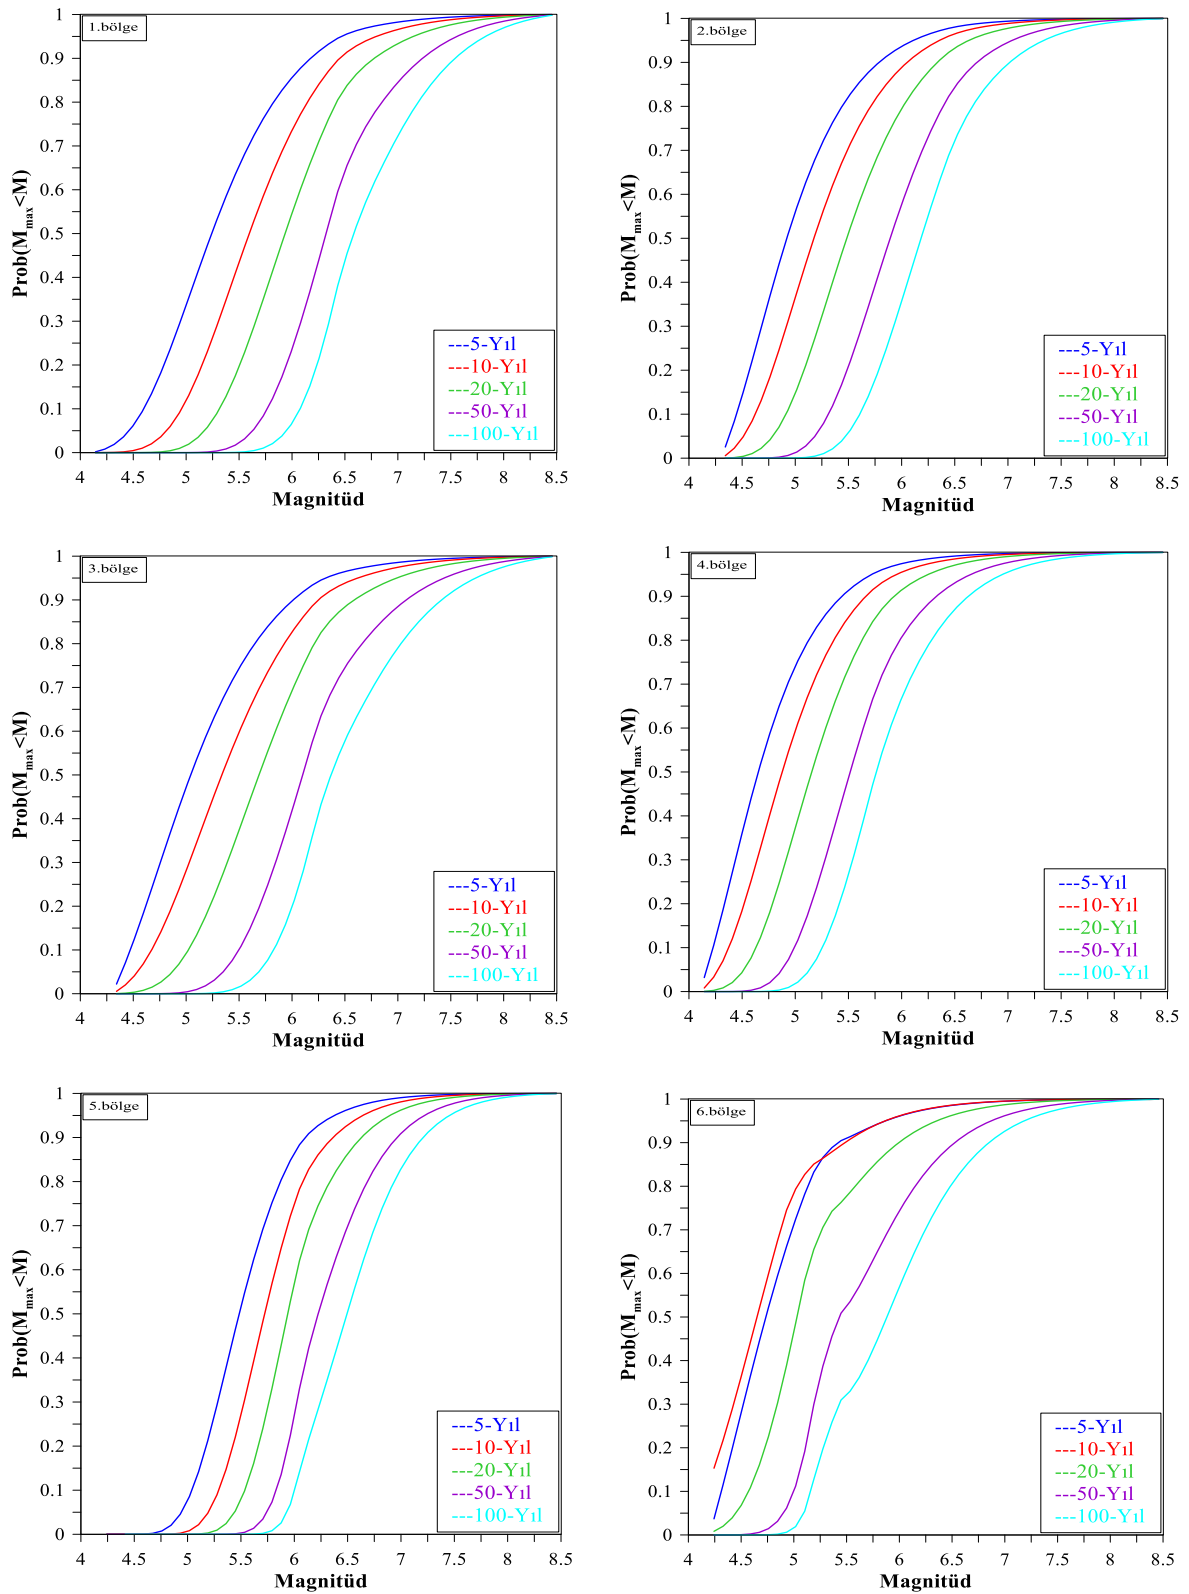 1.bölge
Prob(Mmax<M)
1
0.9
0.8
0.7
0.6
0.5
0.4
0.3
0.2
0.1
0
---5-Yıl
---10-Yıl
---20-Yıl
---50-Yıl
---100-Yıl
4 4.5 5 5.5 6 6.5 7 7.5 8 8.5
Magnitüd
2.bölge
Prob(Mmax<M)
1
0.9
0.8
0.7
0.6
0.5
0.4
0.3
0.2
0.1
0
---5-Yıl
---10-Yıl
---20-Yıl
---50-Yıl
---100-Yıl
4 4.5 5 5.5 6 6.5 7 7.5 8 8.5
Magnitüd
3.bölge
Prob(Mmax<M)
1
0.9
0.8
0.7
0.6
0.5
0.4
0.3
0.2
0.1
0
---5-Yıl
---10-Yıl
---20-Yıl
---50-Yıl
---100-Yıl
4 4.5 5 5.5 6 6.5 7 7.5 8 8.5
Magnitüd
4.bölge
Prob(Mmax<M)
1
0.9
0.8
0.7
0.6
0.5
0.4
0.3
0.2
0.1
0
---5-Yıl
---10-Yıl
---20-Yıl
---50-Yıl
---100-Yıl
4 4.5 5 5.5 6 6.5 7 7.5 8 8.5
Magnitüd
5.bölge
Prob(Mmax<M)
1
0.9
0.8
0.7
0.6
0.5
0.4
0.3
0.2
0.1
0
---5-Yıl
---10-Yıl
---20-Yıl
---50-Yıl
---100-Yıl
4 4.5 5 5.5 6 6.5 7 7.5 8 8.5
Magnitüd
6.bölge
Prob(Mmax<M)
1
0.9
0.8
0.7
0.6
0.5
0.4
0.3
0.2
0.1
0
---5-Yıl
---10-Yıl
---20-Yıl
---50-Yıl
---100-Yıl
4 4.5 5 5.5 6 6.5 7 7.5 8 8.5
Magnitüd